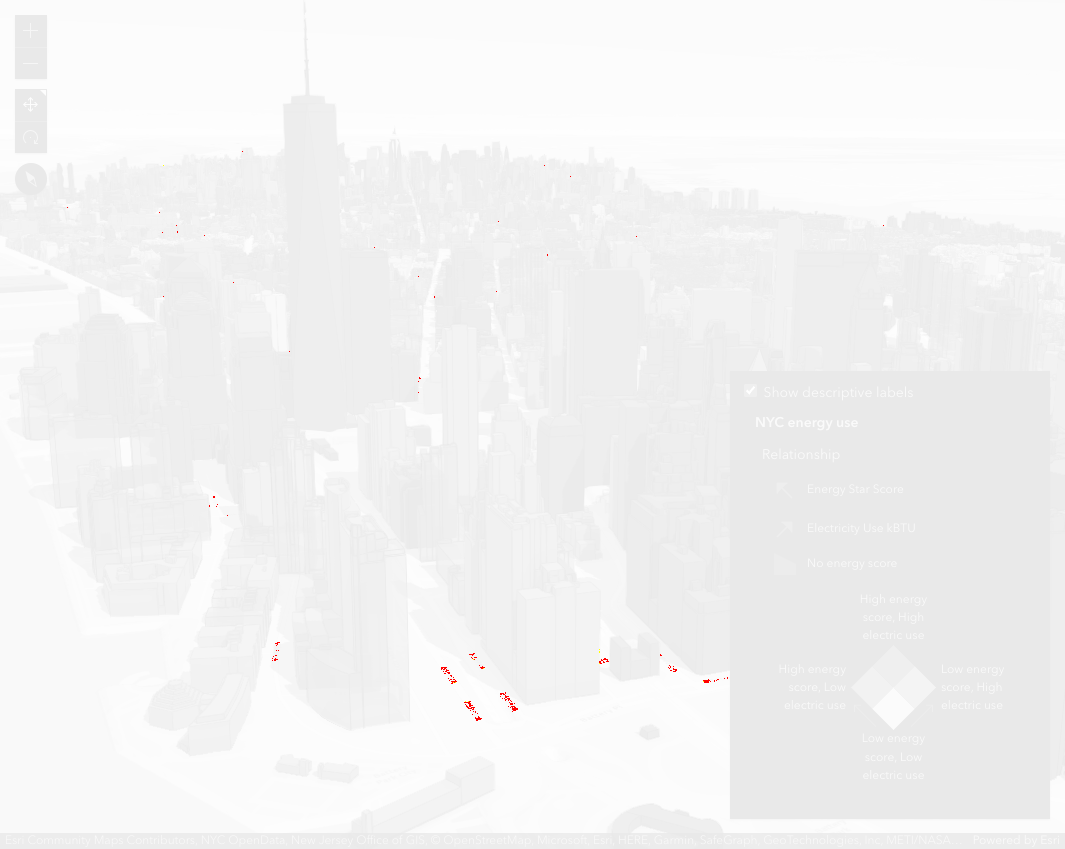 Show descriptive labels
NYC energy use
Relationship
Energy Star Score
Electricity Use kBTU
No energy score
High energy
score, High
electric use
High energy
score, Low
electric use
Low energy
score, High
electric use
Low energy
score, Low
electric use
Esri Community Maps Contributors, NYC OpenData, New Jersey Office of GIS, © OpenStreetMap, Microsoft, Esri, HERE, Garmin, SafeGraph, GeoTechnologies, Inc, METI/NASA Powered by Esri